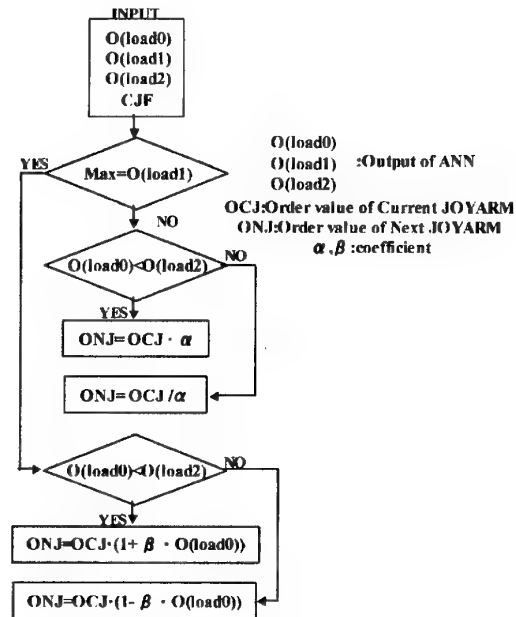 INPUT
O(load0)
O(load1)
O(load2)
CJF
YES
Max=O(load1)
NO
O(load0)
O(load1) :Output of ANN
O(load2)
OCJ:Order value of Current JOYARM
ONJ:Order value of Next JOYARM
α,β:coefficient
O(load0)<O(load2)
NO
YES
ONJ=OCJ・α
ONJ=OCJ/α
O(load0)<O(load2)
NO
YES
ONJ=OCJ・(1+β・O(load0))
ONJ=OCJ・(1-β・O(load0))